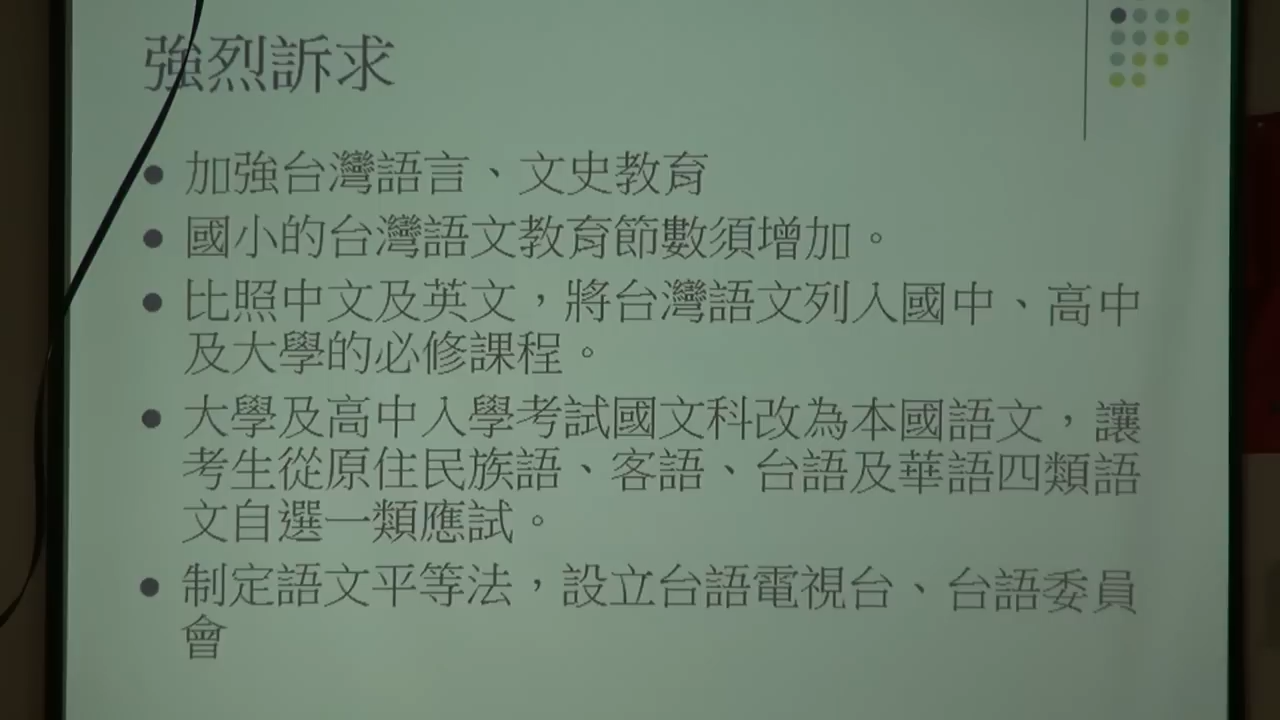 強烈訴求
加強台灣語言、文史教育
國小的台灣語文教育節數須增加。
比照中文及英文，將台灣語文列入國中、高中
及大學的必修課程。
大學及高中入學考試國文科改為本國語文，讓
考生從原住民族語、客語、台語及華語四類語
文自選一類應試。
制定語文平等法，設立台語電視台、台語委員
會